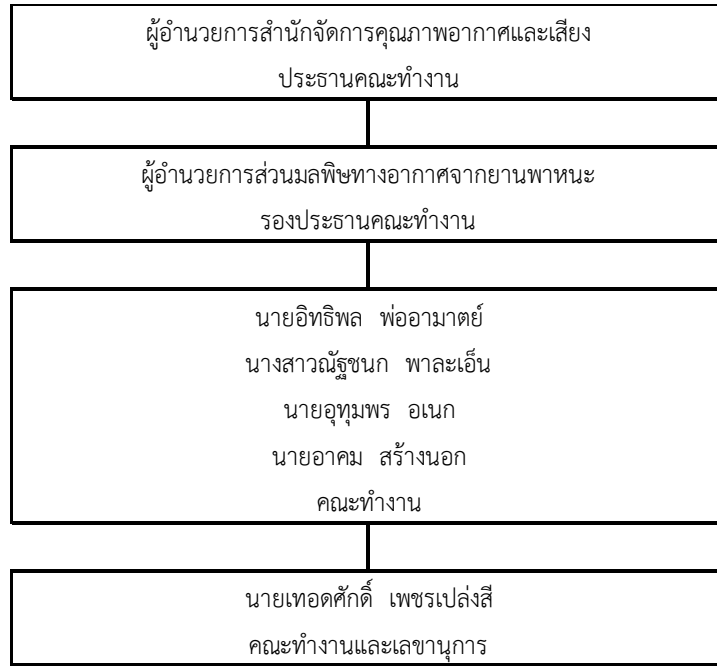 ผู้อำนวยการสำนักจัดการคุณภาพอากาศและเสียง
ประธานคณะทำงาน
ผู้อำนวยการส่วนมลพิษทางอากาศจากยานพาหนะ
รองประธานคณะทำงาน
นายอิทธิพล พ่ออามาตย์
นางสาวณัฐชนก พาละเอ็น
นายอุทุมพร อเนก
นายอาคม สร้างนอก
คณะทำงาน
นายเทอดศักดิ์ เพชรเปล่งสี
คณะทำงานและเลขานุการ